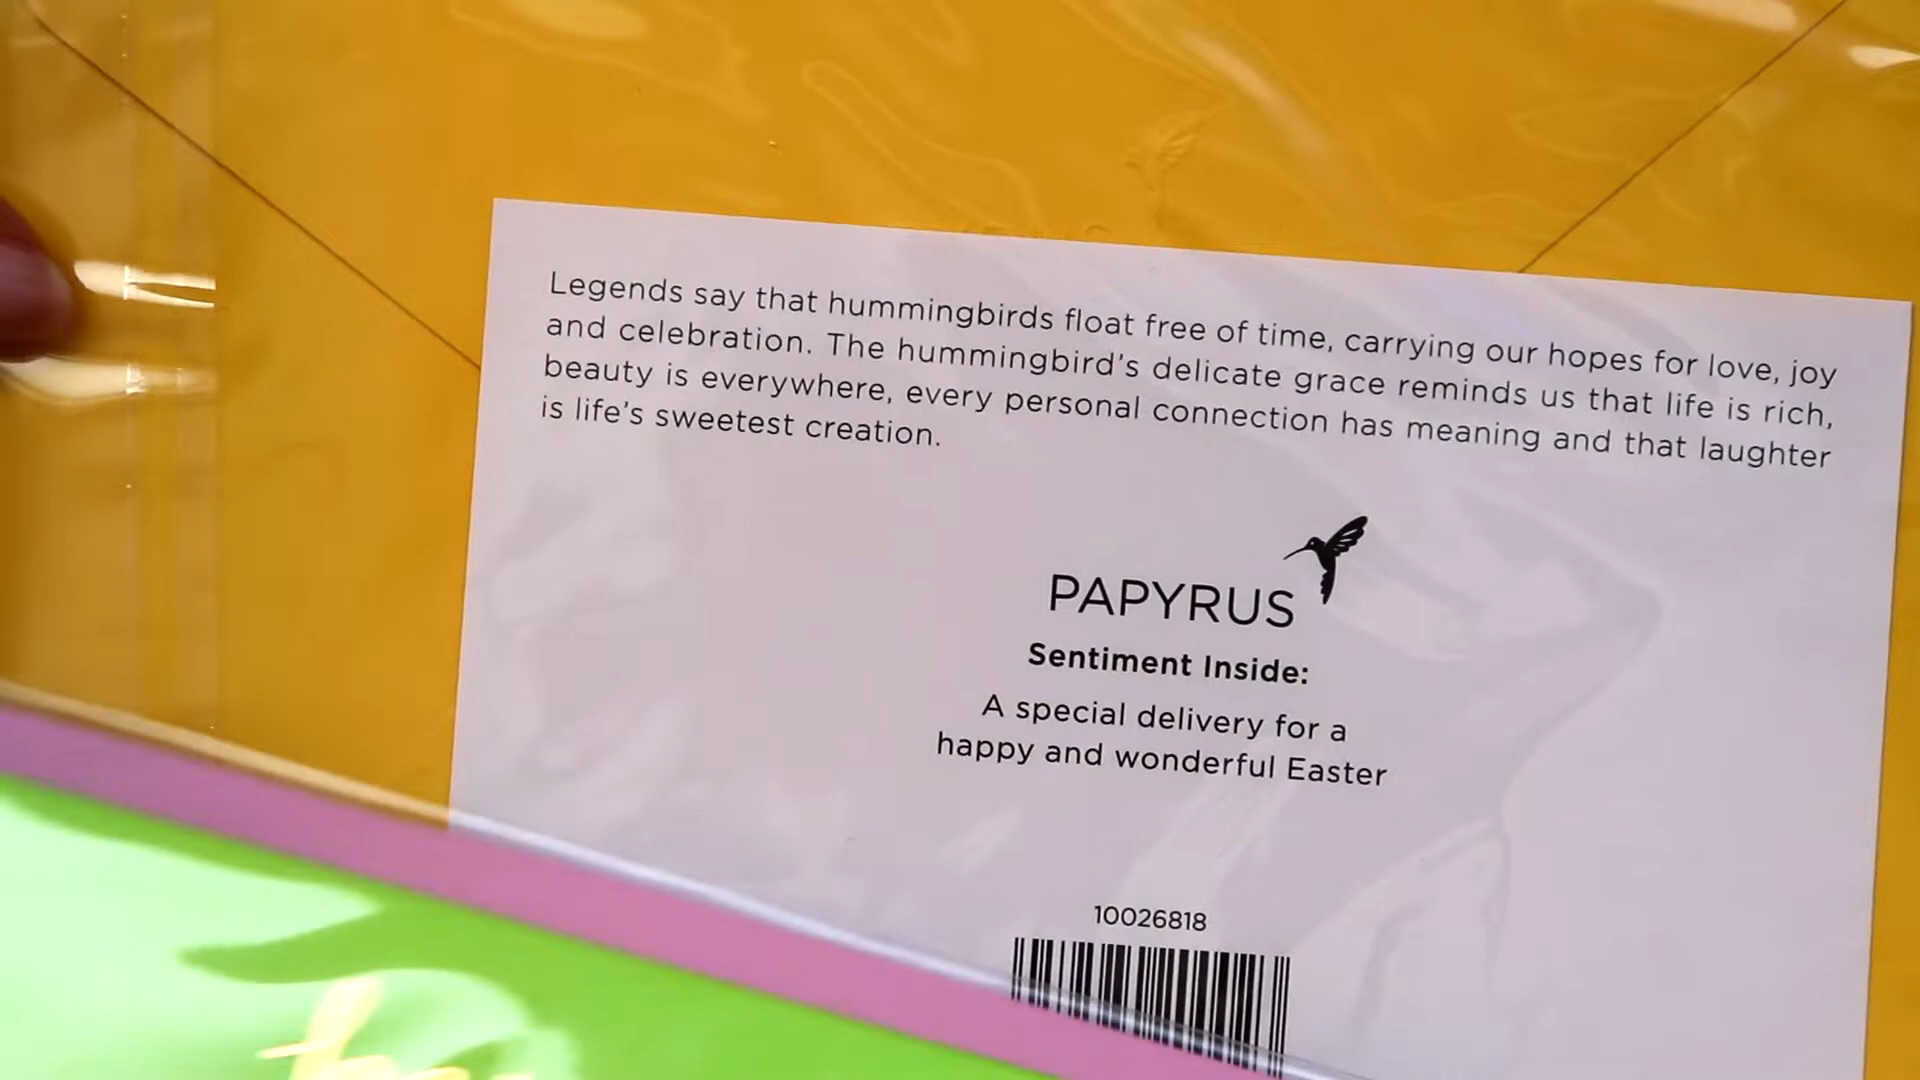 Legends say that hummingbirds float free of time, carrying our hopes for love, joy
and celebration. The hummingbird's delicate grace reminds us that life is rich,
beauty is everywhere, every personal connection has meaning and that laughter
is life's sweetest creation.
PAPYRUS
Sentiment Inside:
A special delivery for a
happy and wonderful Easter
10026818